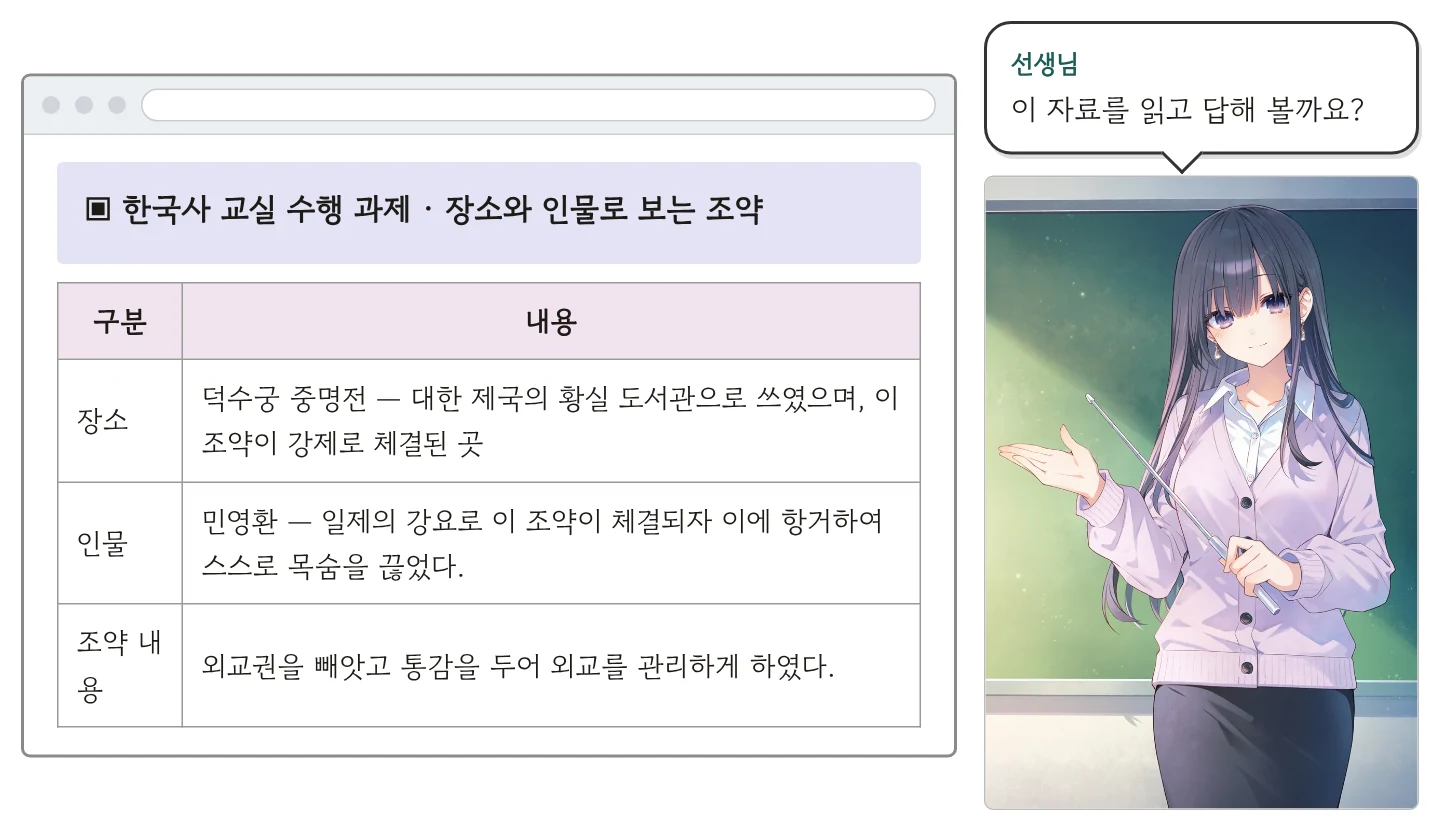 ▣ 한국사 교실 수행 과제 · 장소와 인물로 보는 조약
구분
내용
장소
덕수궁 중명전 — 대한 제국의 황실 도서관으로 쓰였으며, 이
조약이 강제로 체결된 곳
인물
민영환 — 일제의 강요로 이 조약이 체결되자 이에 항거하여
스스로 목숨을 끊었다.
조약 내
용
외교권을 빼앗고 통감을 두어 외교를 관리하게 하였다.
선생님
이 자료를 읽고 답해 볼까요?